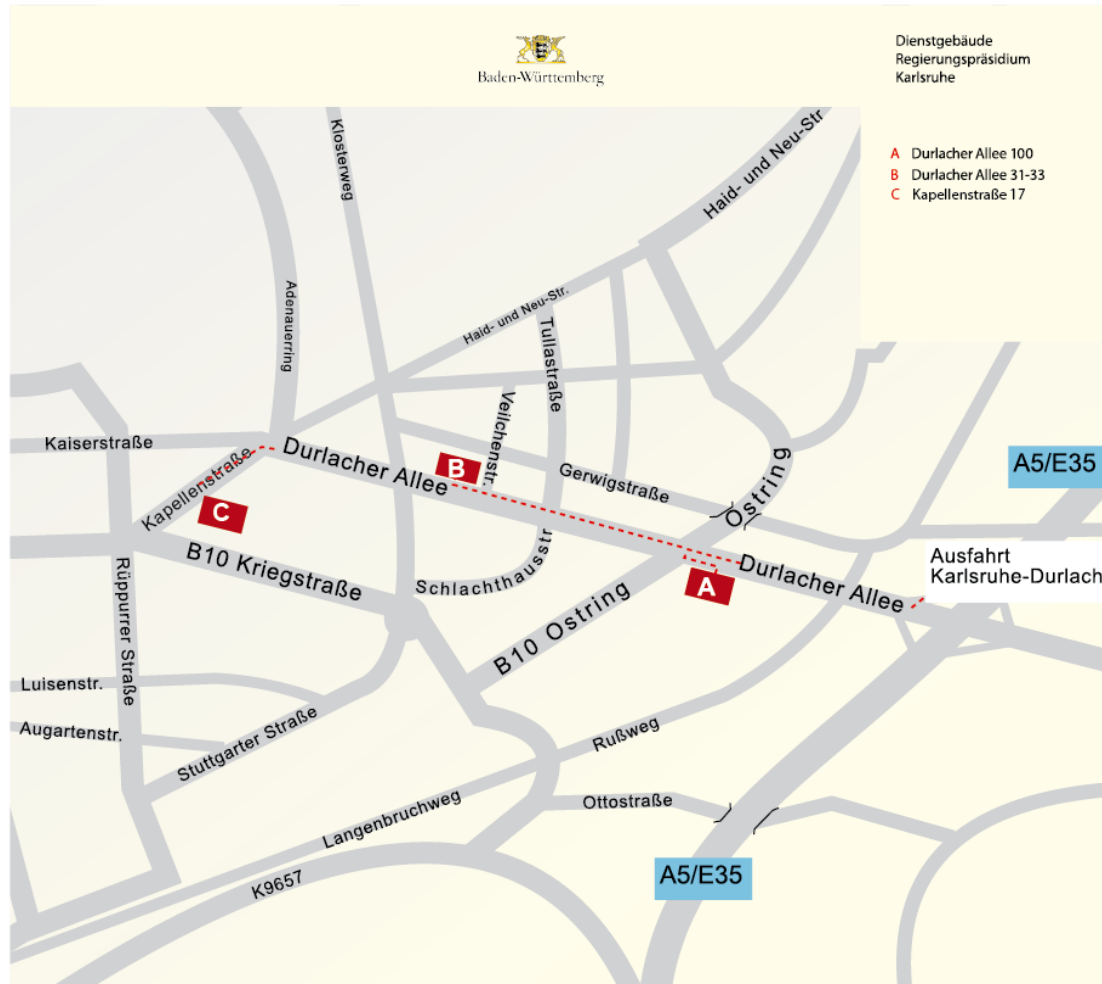 Baden-Württemberg
Dienstgebäude
Regierungspräsidium
Karlsruhe
A Durlacher Allee 100
B Durlacher Allee 31-33
C Kapellenstraße 17
Klosterweg
Haid- und Neu-Str
Adenauerring
Haid- und Neu-Str.
Tullastraße
Veilchenstr.
Kaiserstraße
Durlacher Allee
B
Gerwigstraße
Ostring
A5/E35
Kapellenstraße
C
B10 Kriegstraße
Schlachthausstr
A
Durlacher Allee
Ausfahrt
Karlsruhe-Durlach
Rüppurrer Straße
B10 Ostring
Luisenstr.
Augartenstr.
Stuttgarter Straße
Rußweg
Ottostraße
Langenbruchweg
A5/E35
K9657